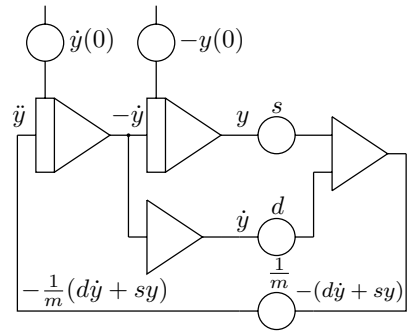 ẏ(0)
−y(0)
ÿ
−ẏ
y
s
ẏ
d
1/m
−1/m(dẏ + sy)
−(dẏ + sy)